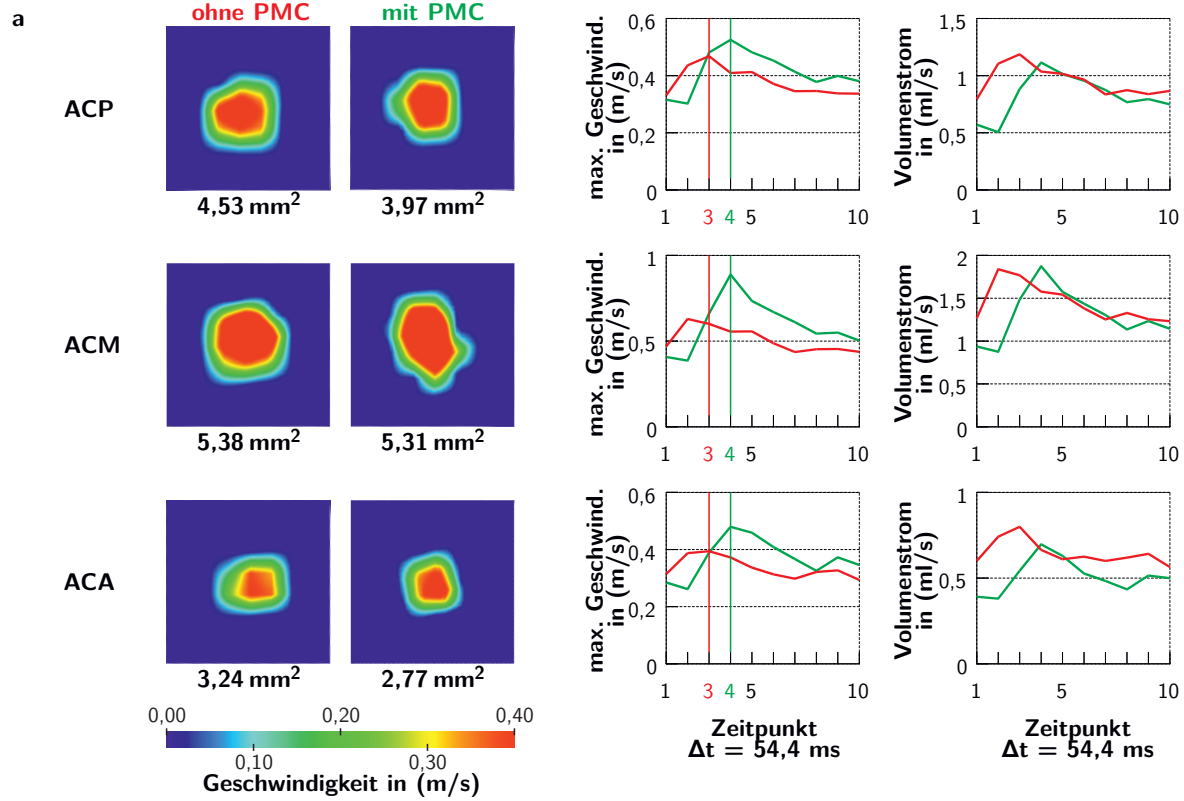 a
ohne PMC
mit PMC
ACP
4,53 mm²
3,97 mm²
max. Geschwind.
in (m/s)
0,6
0,4
0,2
0
1
3
4
5
10
Volumenstrom
in (ml/s)
1,5
1
0,5
0
1
5
10
ACM
5,38 mm²
5,31 mm²
max. Geschwind.
in (m/s)
1
0,5
0
1
3
4
5
10
Volumenstrom
in (ml/s)
2
1,5
1
0,5
0
1
5
10
ACA
3,24 mm²
2,77 mm²
max. Geschwind.
in (m/s)
0,6
0,4
0,2
0
1
3
4
5
10
Zeitpunkt
Δt = 54,4 ms
Volumenstrom
in (ml/s)
1
0,5
0
1
5
10
Zeitpunkt
Δt = 54,4 ms
0,00
0,20
0,40
0,10
0,30
Geschwindigkeit in (m/s)